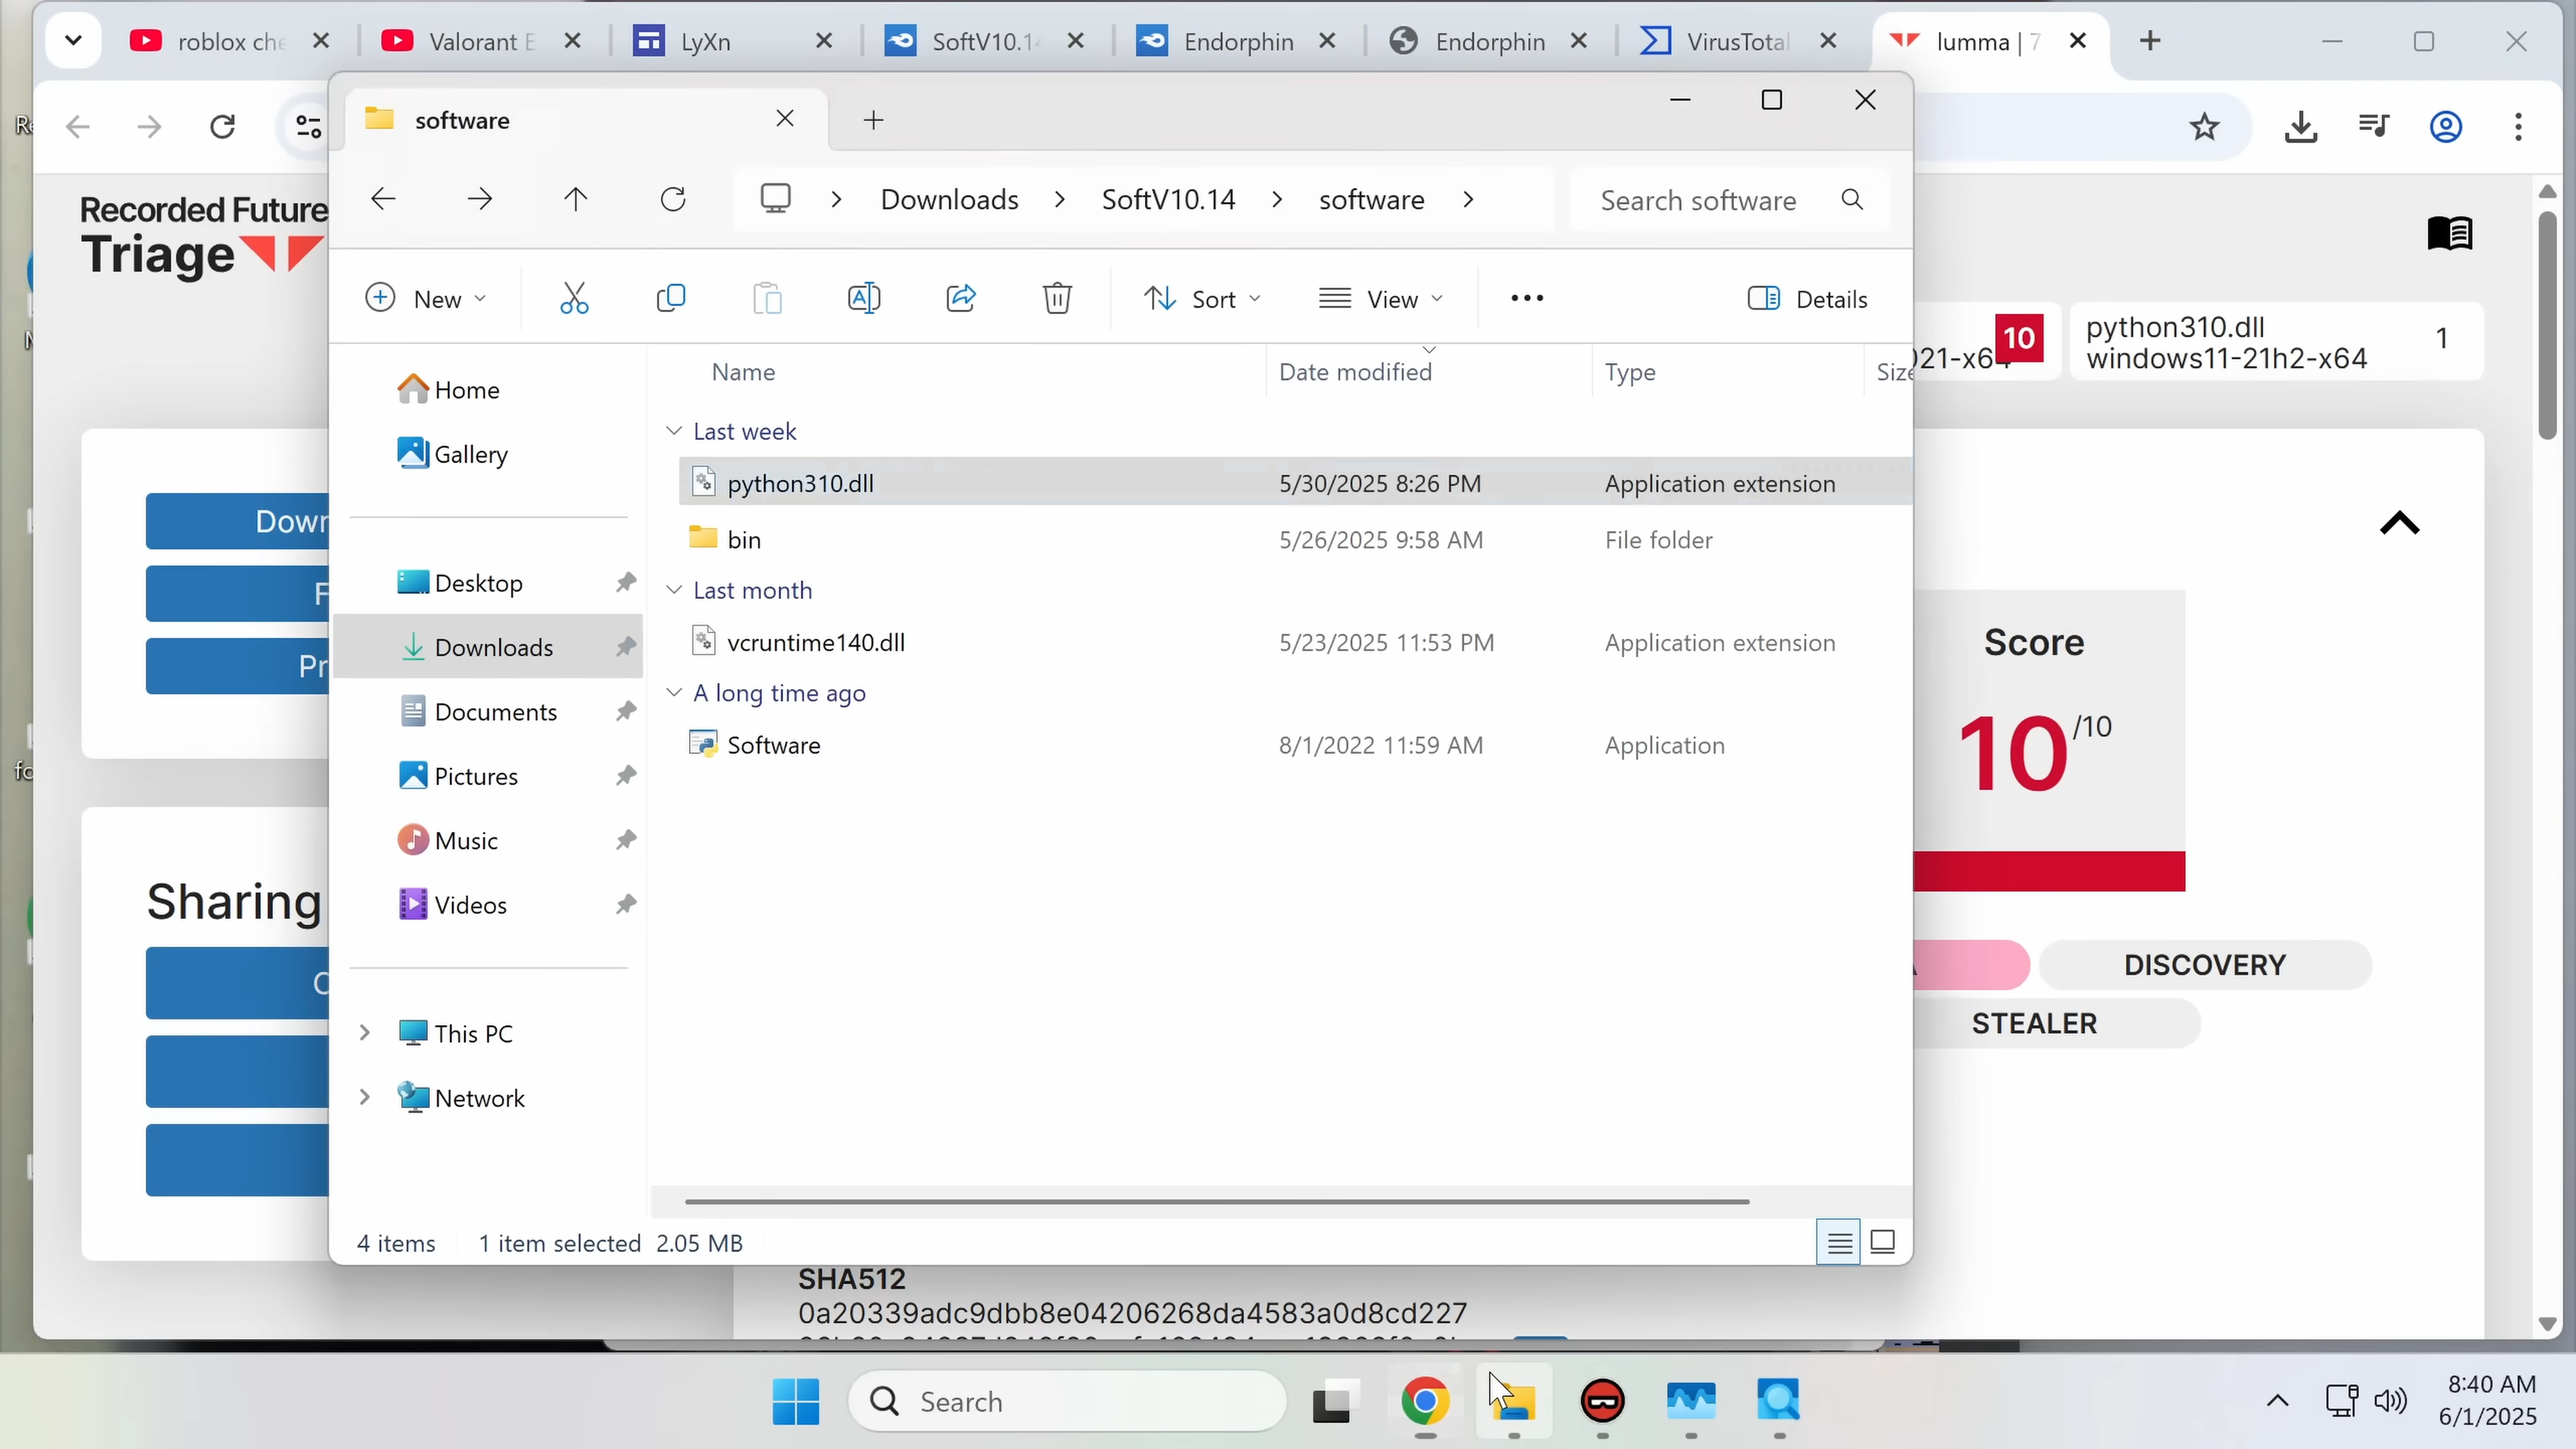 roblox che
Valorant E
LyXn
SoftV10.14
Endorphin
Endorphin
VirusTotal
lumma | 7
software
Downloads
SoftV10.14
software
Search software
Recorded Future
Triage
New
Sort
View
Details
10
python310.dll
1
windows11-21h2-x64
Name
Date modified
Type
Size
Home
Gallery
Desktop
Downloads
Documents
Pictures
Music
Videos
This PC
Network
Last week
python310.dll 5/30/2025 8:26 PM Application extension
bin 5/26/2025 9:58 AM File folder
Last month
vcruntime140.dll 5/23/2025 11:53 PM Application extension
A long time ago
Software 8/1/2022 11:59 AM Application
Score
10/10
DISCOVERY
STEALER
Down
Pr
Sharing
4 items 1 item selected 2.05 MB
SHA512
0a20339adc9dbb8e04206268da4583a0d8cd227
Search
8:40 AM
6/1/2025